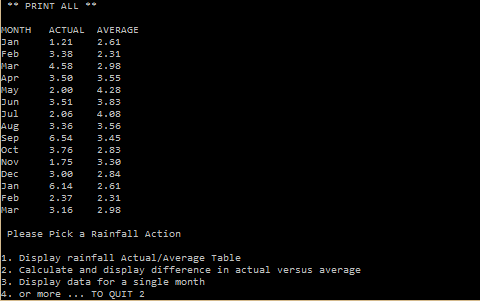 ** PRINT ALL **
MONTH ACTUAL AVERAGE
Jan 1.21 2.61
Feb 3.38 2.31
Mar 4.58 2.98
Apr 3.50 3.55
May 2.00 4.28
Jun 3.51 3.83
Jul 2.06 4.08
Aug 3.36 3.56
Sep 6.54 3.45
Oct 3.76 2.83
Nov 1.75 3.30
Dec 3.00 2.84
Jan 6.14 2.61
Feb 2.37 2.31
Mar 3.16 2.98
Please Pick a Rainfall Action
1. Display rainfall Actual/Average Table
2. Calculate and display difference in actual versus average
3. Display data for a single month
4. or more ... TO QUIT 2